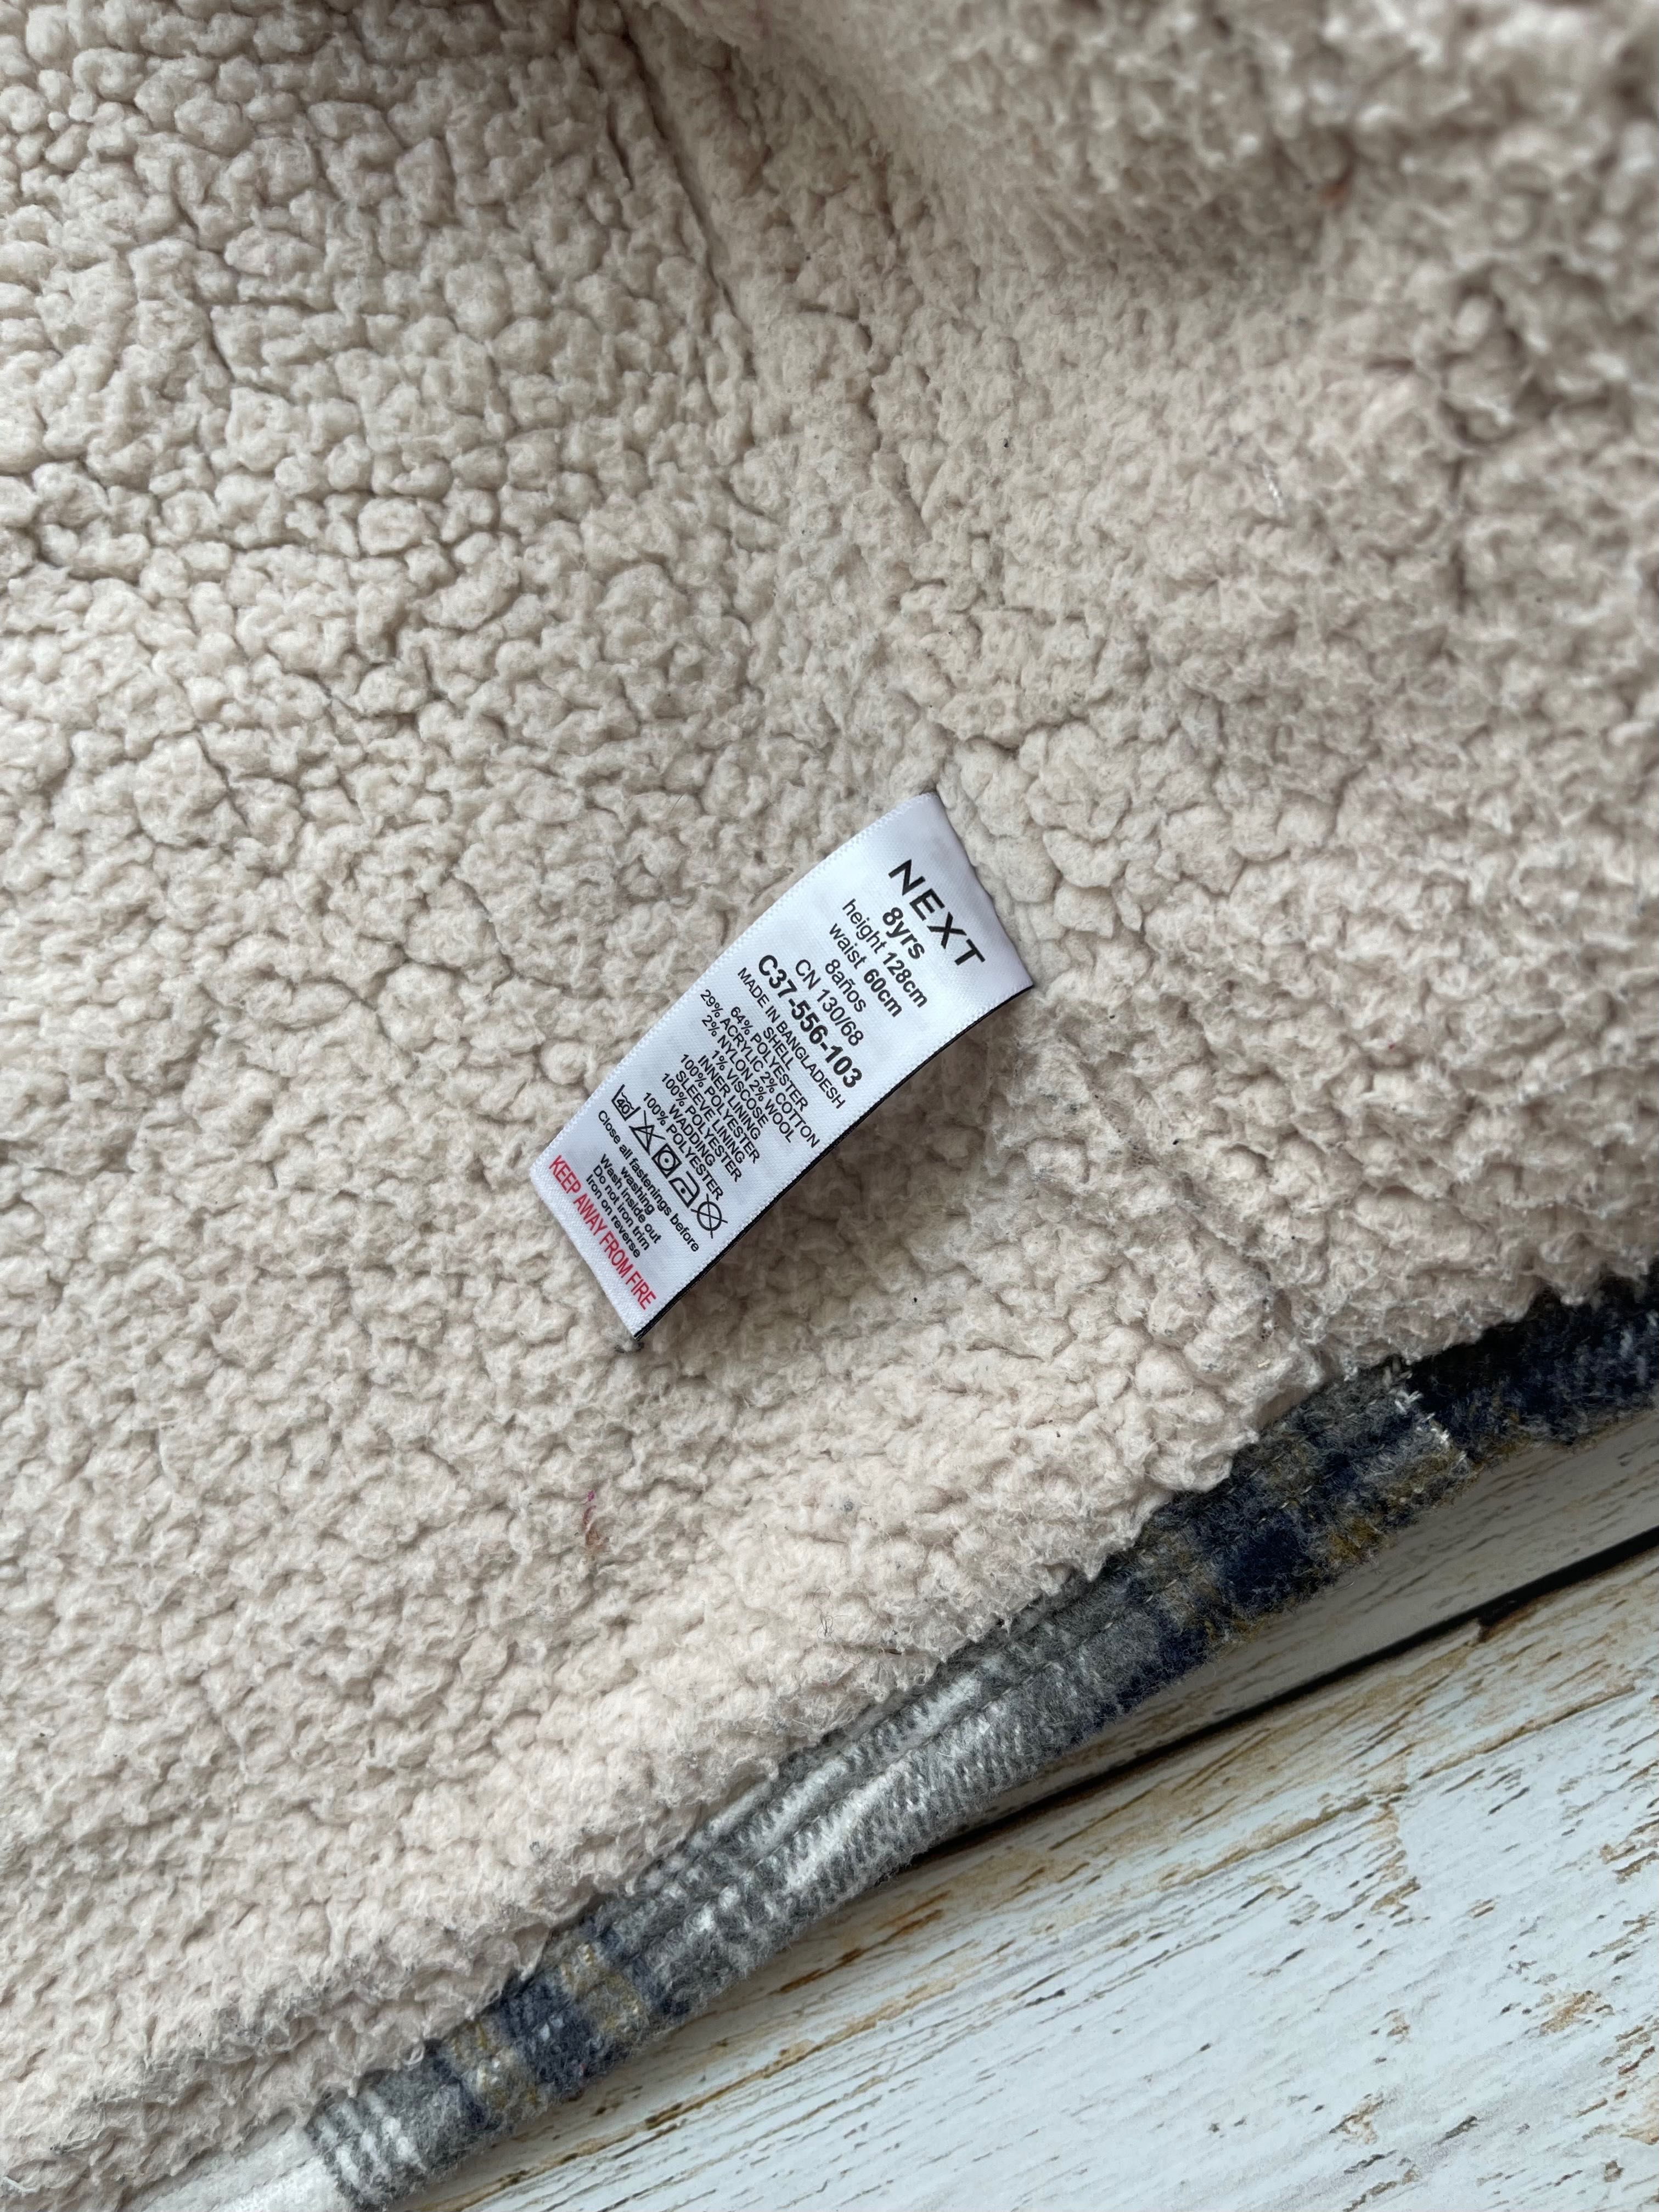 NEXT
8yrs
height 128cm
waist 60cm
8años
CN 130/68
C37-556-103
MADE IN BANGLADESH
SHELL
64% POLYESTER
29% ACRYLIC 2% COTTON
2% NYLON 2% WOOL
1% VISCOSE
INNER LINING
100% POLYESTER
SLEEVE LINING
100% POLYESTER
WADDING
100% POLYESTER
40
Close all fastenings before
washing
Wash inside out
Do not iron trim
Iron on reverse
KEEP AWAY FROM FIRE